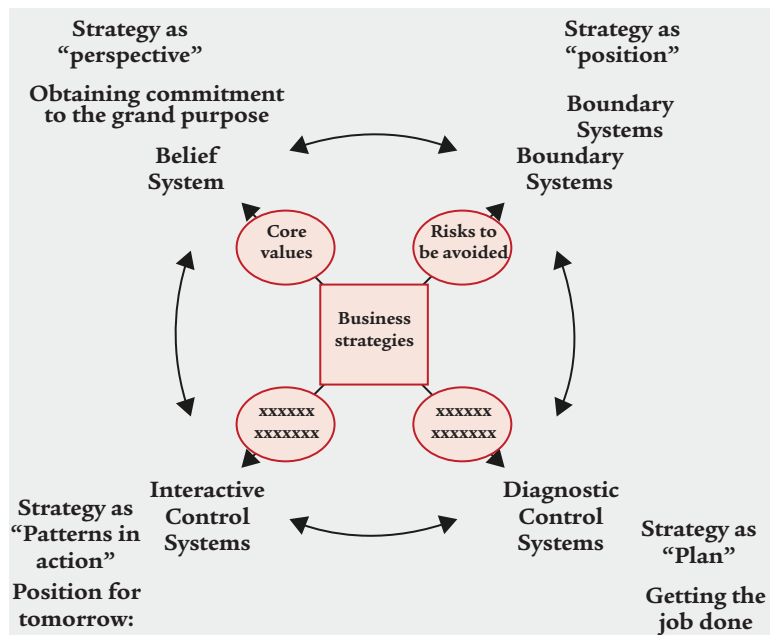 Strategy as
“perspective”
Obtaining commitment
to the grand purpose
Belief
System
Strategy as
“position”
Boundary
Systems
Boundary
Systems
Core
values
Risks to
be avoided
Business
strategies
xxxxxx
xxxxxxx
xxxxxx
xxxxxxx
Interactive
Control
Systems
Strategy as
“Patterns in
action”
Position for
tomorrow:
Diagnostic
Control
Systems
Strategy as
“Plan”
Getting the
job done